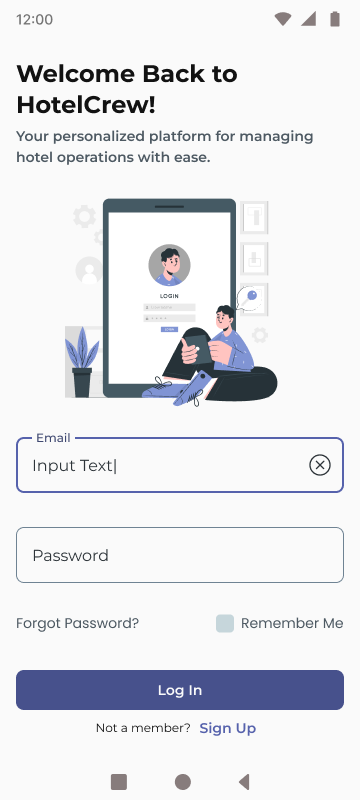 12:00
Welcome Back to
HotelCrew!
Your personalized platform for managing
hotel operations with ease.
LOGIN
Email
Input Text
Password
Forgot Password? Remember Me
Log In
Not a member? Sign Up